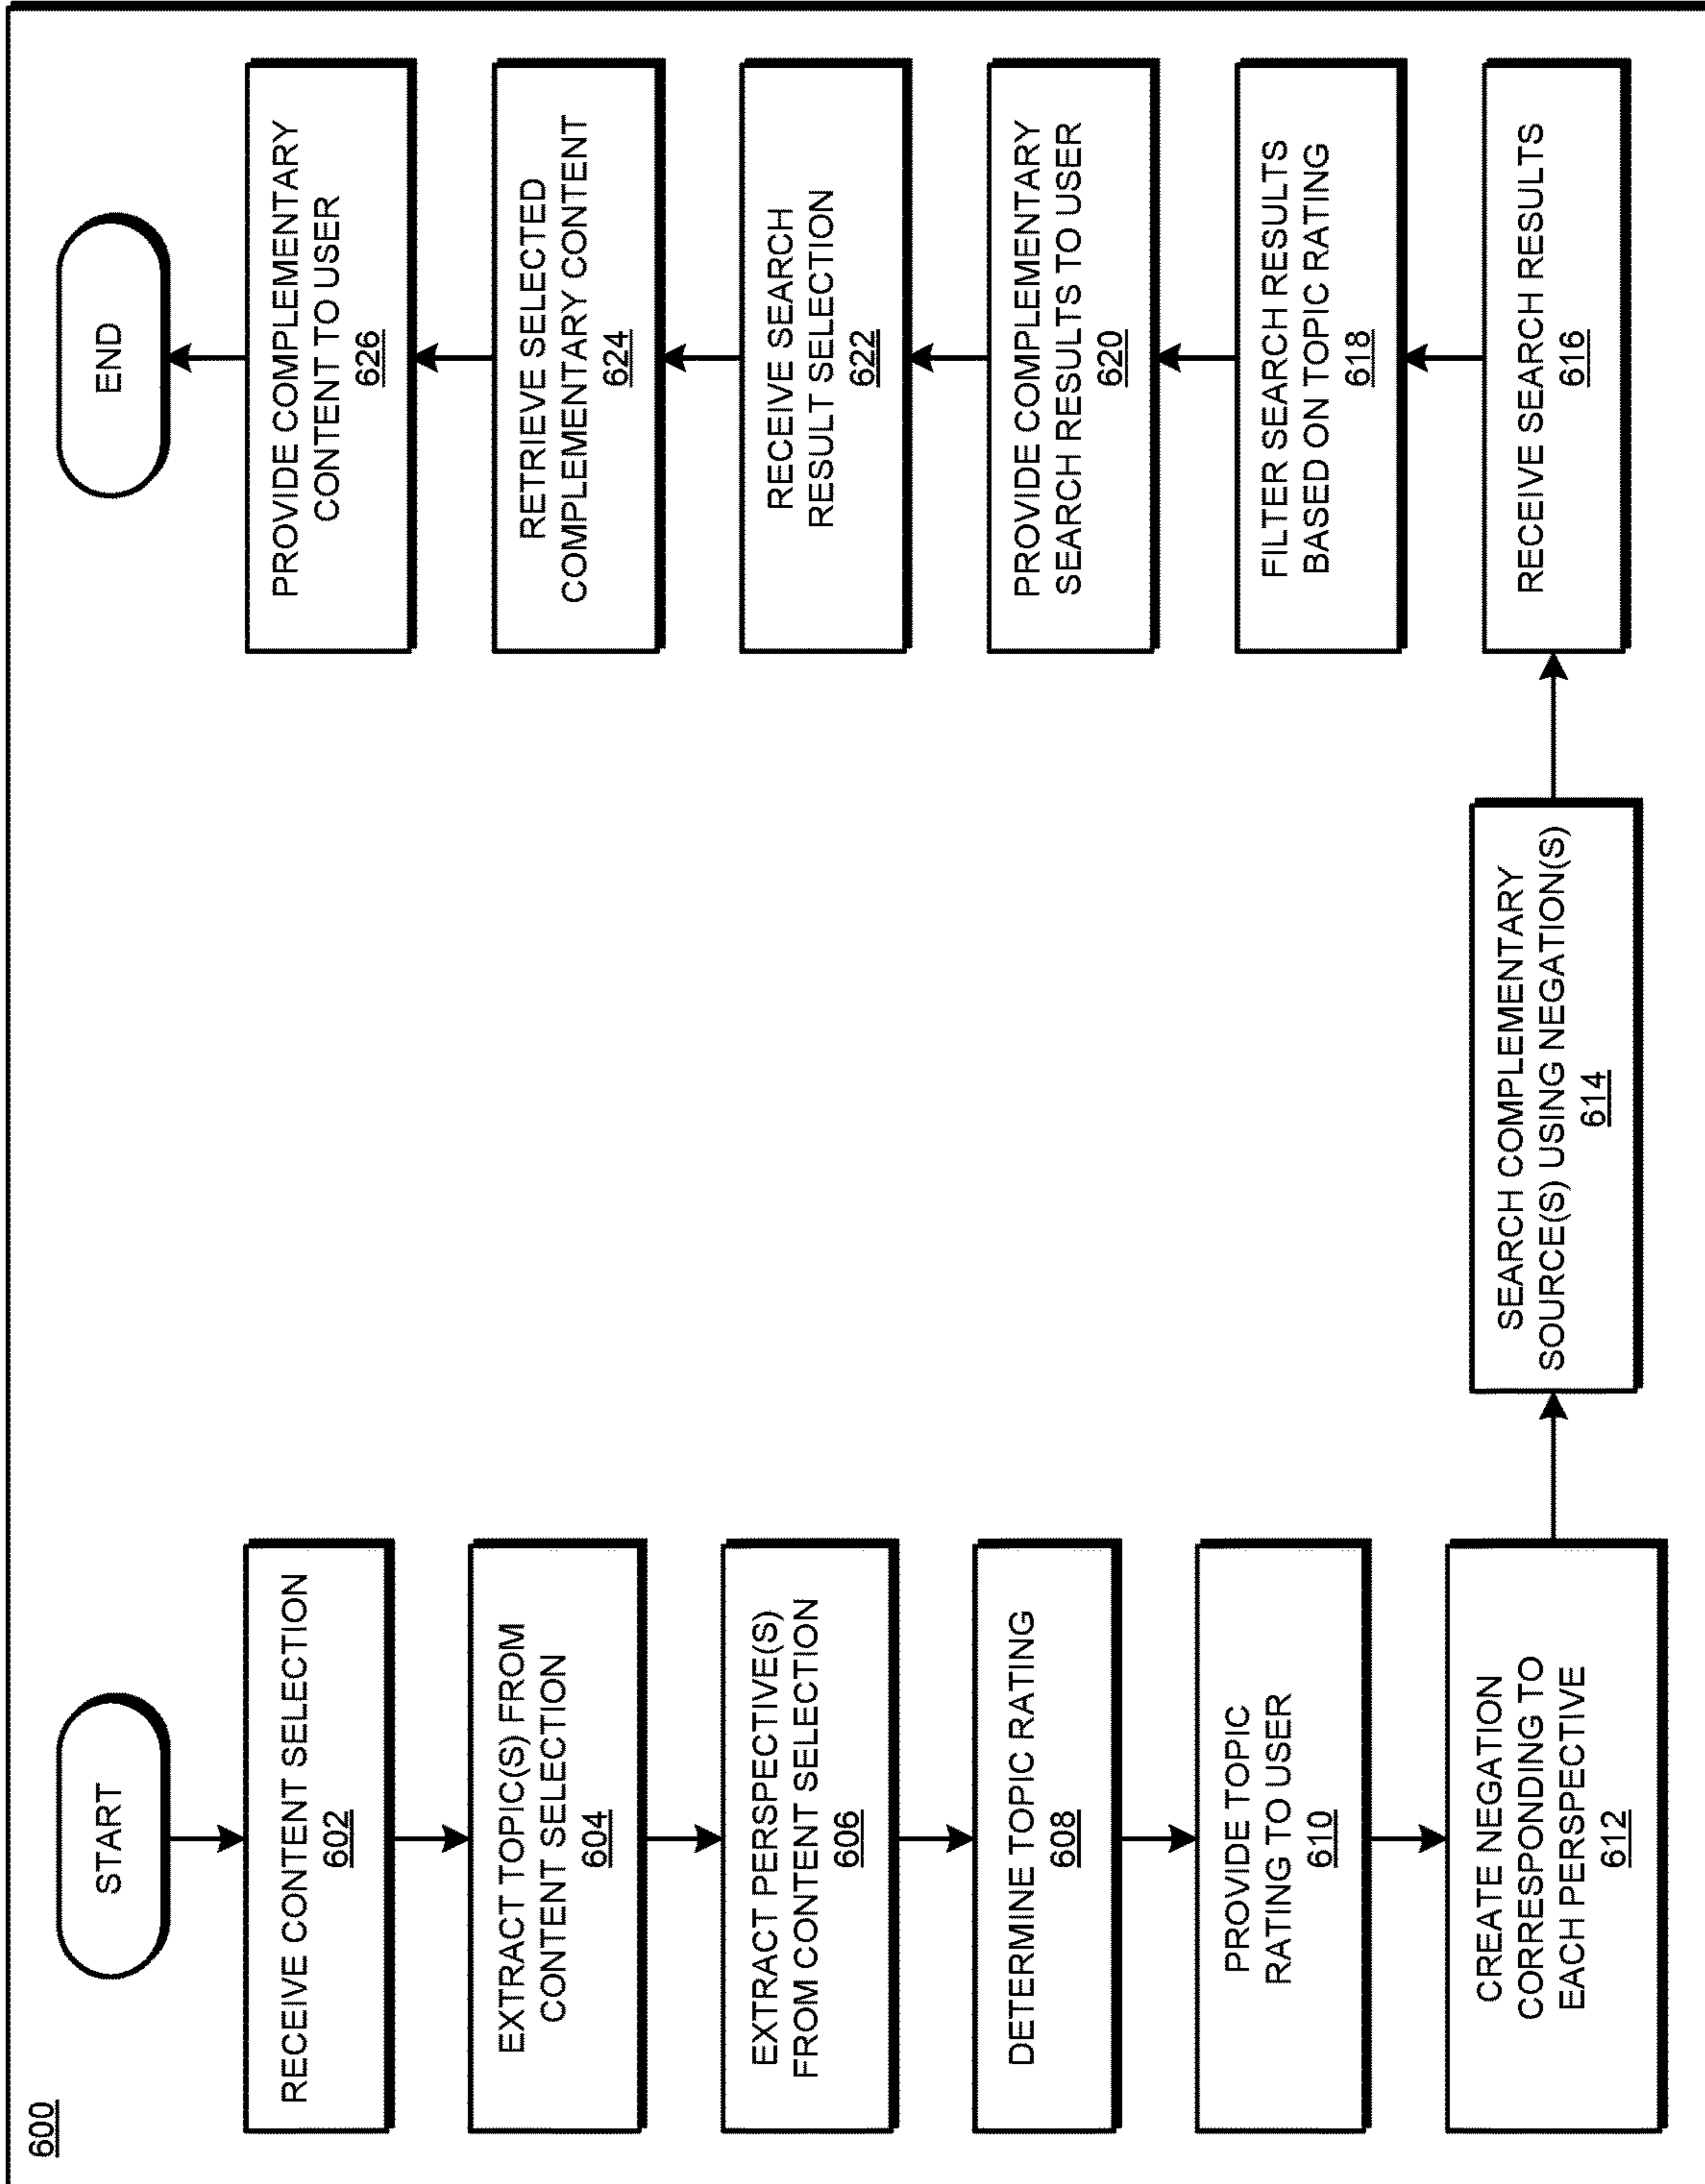 600
START
RECEIVE CONTENT SELECTION
602
EXTRACT TOPIC(S) FROM
CONTENT SELECTION
604
EXTRACT PERSPECTIVE(S)
FROM CONTENT SELECTION
606
DETERMINE TOPIC RATING
608
PROVIDE TOPIC
RATING TO USER
610
CREATE NEGATION
CORRESPONDING TO
EACH PERSPECTIVE
612
SEARCH COMPLEMENTARY
SOURCE(S) USING NEGATION(S)
614
RECEIVE SEARCH RESULTS
616
FILTER SEARCH RESULTS
BASED ON TOPIC RATING
618
PROVIDE COMPLEMENTARY
SEARCH RESULTS TO USER
620
RECEIVE SEARCH
RESULT SELECTION
622
RETRIEVE SELECTED
COMPLEMENTARY CONTENT
624
PROVIDE COMPLEMENTARY
CONTENT TO USER
626
END